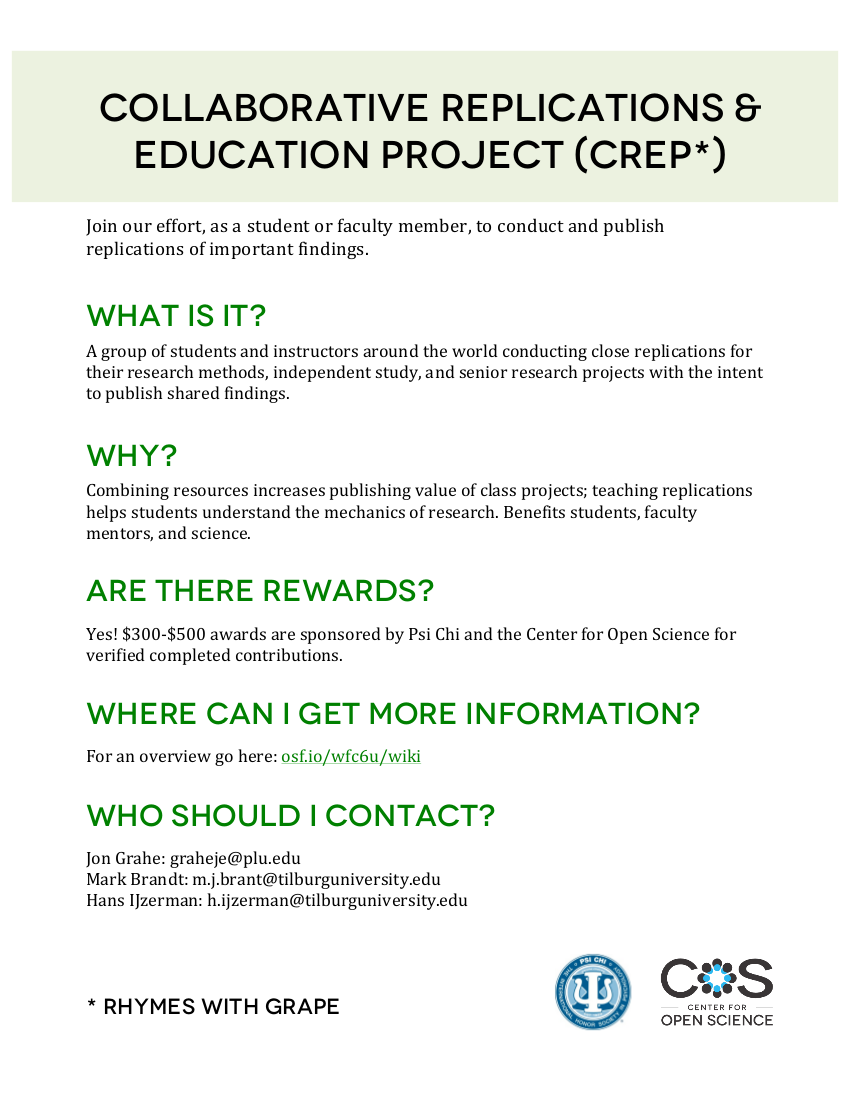 COLLABORATIVE REPLICATIONS &
EDUCATION PROJECT (CREP*)
Join our effort, as a student or faculty member, to conduct and publish
replications of important findings.
WHAT IS IT?
A group of students and instructors around the world conducting close replications for
their research methods, independent study, and senior research projects with the intent
to publish shared findings.
WHY?
Combining resources increases publishing value of class projects; teaching replications
helps students understand the mechanics of research. Benefits students, faculty
mentors, and science.
ARE THERE REWARDS?
Yes! $300-$500 awards are sponsored by Psi Chi and the Center for Open Science for
verified completed contributions.
WHERE CAN I GET MORE INFORMATION?
For an overview go here: osf.io/wfc6u/wiki
WHO SHOULD I CONTACT?
Jon Grahe: graheje@plu.edu
Mark Brandt: m.j.brant@tilburguniversity.edu
Hans IJzerman: h.ijzerman@tilburguniversity.edu
* RHYMES WITH GRAPE
PSI CHI
THE INTERNATIONAL HONOR SOCIETY IN PSYCHOLOGY
COS
CENTER FOR
OPEN SCIENCE